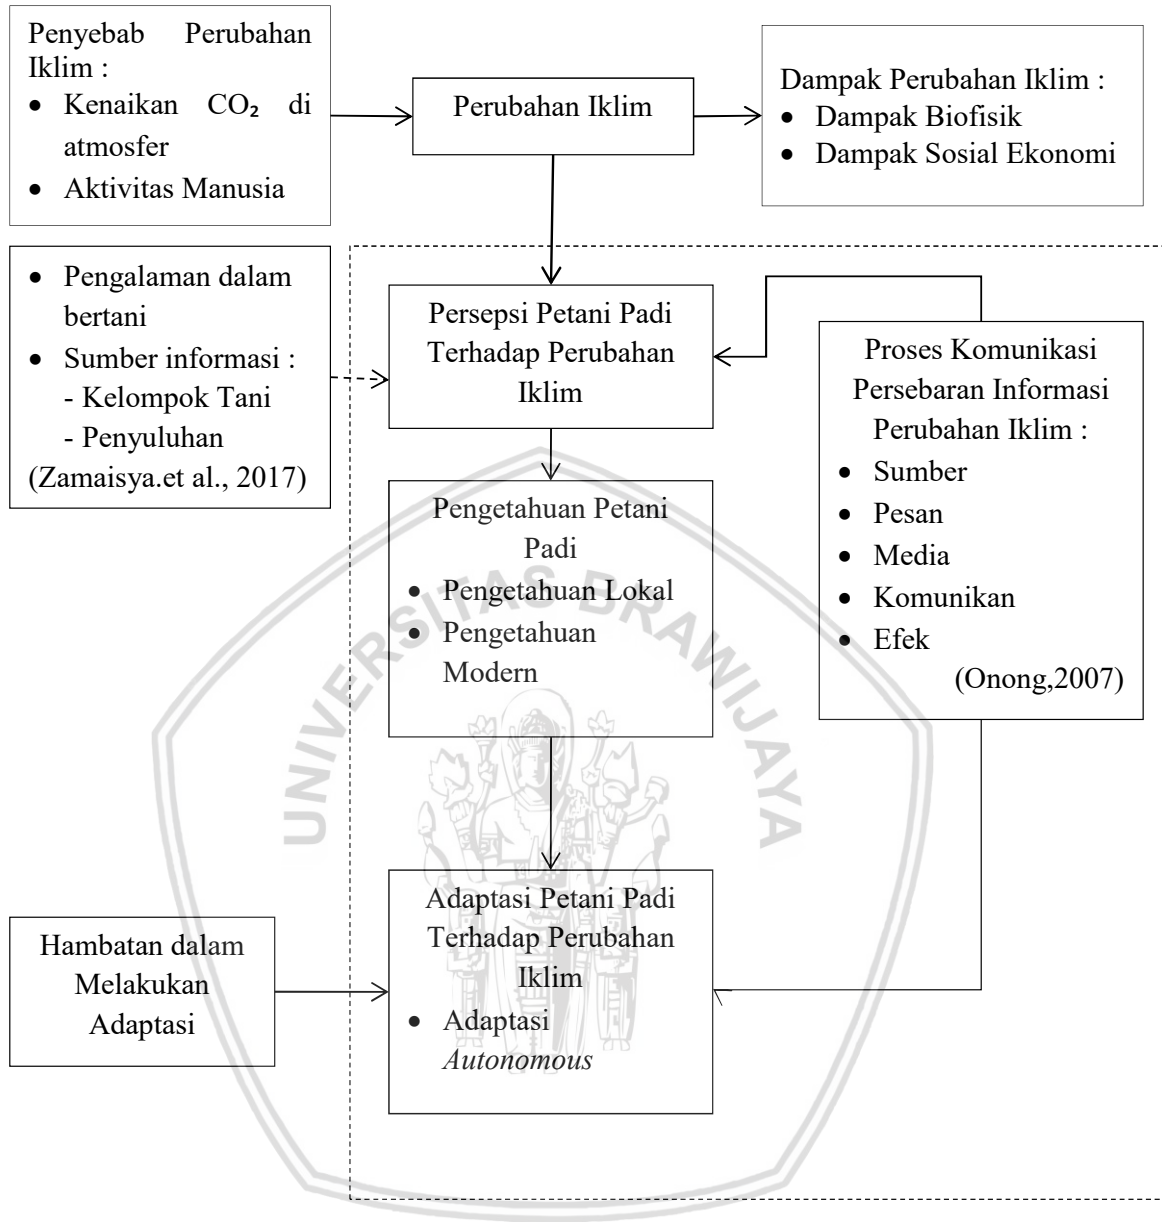 Penyebab Perubahan
Iklim :
• Kenaikan CO₂ di
atmosfer
• Aktivitas Manusia
Perubahan Iklim
Dampak Perubahan Iklim :
• Dampak Biofisik
• Dampak Sosial Ekonomi
• Pengalaman dalam
bertani
• Sumber informasi :
- Kelompok Tani
- Penyuluhan
(Zamaisya.et al., 2017)
Persepsi Petani Padi
Terhadap Perubahan
Iklim
Proses Komunikasi
Persebaran Informasi
Perubahan Iklim :
• Sumber
• Pesan
• Media
• Komunikan
• Efek
(Onong,2007)
Pengetahuan Petani
Padi
• Pengetahuan Lokal
• Pengetahuan
Modern
Hambatan dalam
Melakukan
Adaptasi
Adaptasi Petani Padi
Terhadap Perubahan
Iklim
• Adaptasi
Autonomous
UNIVERSITAS BRAWIJAYA